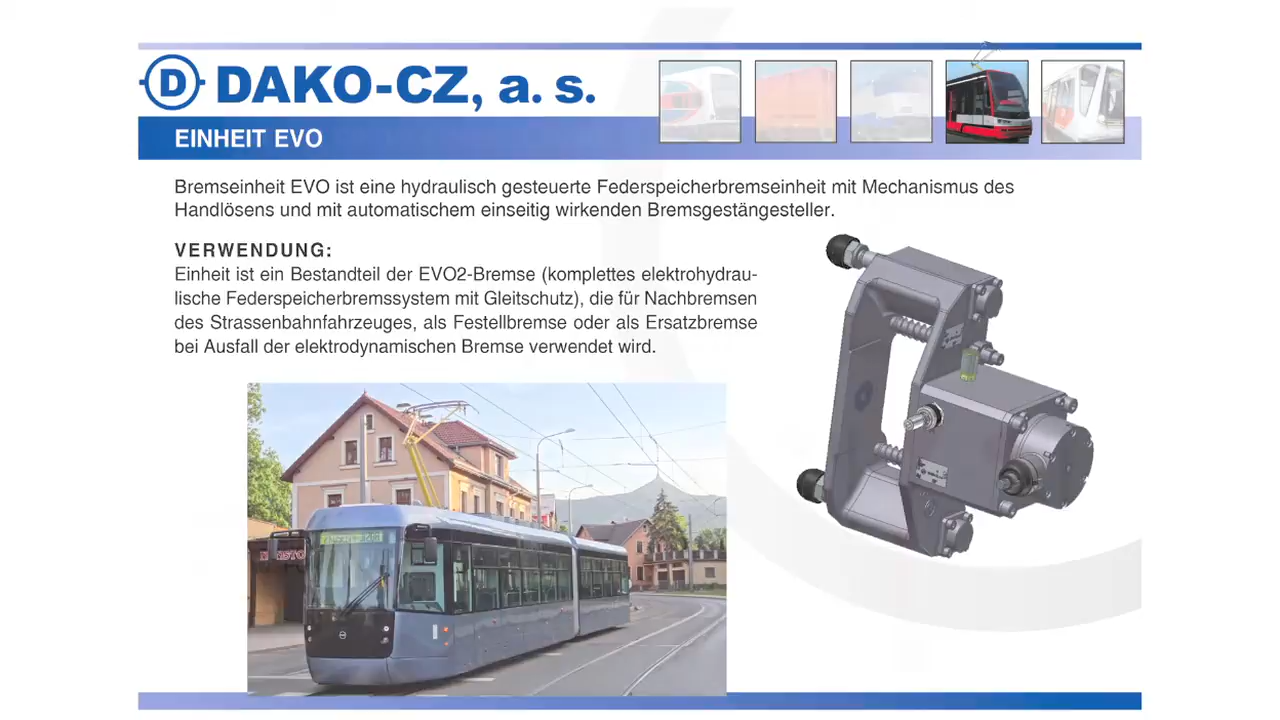 D DAKO-CZ, a. s.
EINHEIT EVO
Bremseinheit EVO ist eine hydraulisch gesteuerte Federspeicherbremseinheit mit Mechanismus des
Handlösens und mit automatischem einseitig wirkenden Bremsgestängesteller.
VERWENDUNG:
Einheit ist ein Bestandteil der EVO2-Bremse (komplettes elektrohydrau-
lische Federspeicherbremssystem mit Gleitschutz), die für Nachbremsen
des Strassenbahnfahrzeuges, als Festellbremse oder als Ersatzbremse
bei Ausfall der elektrodynamischen Bremse verwendet wird.